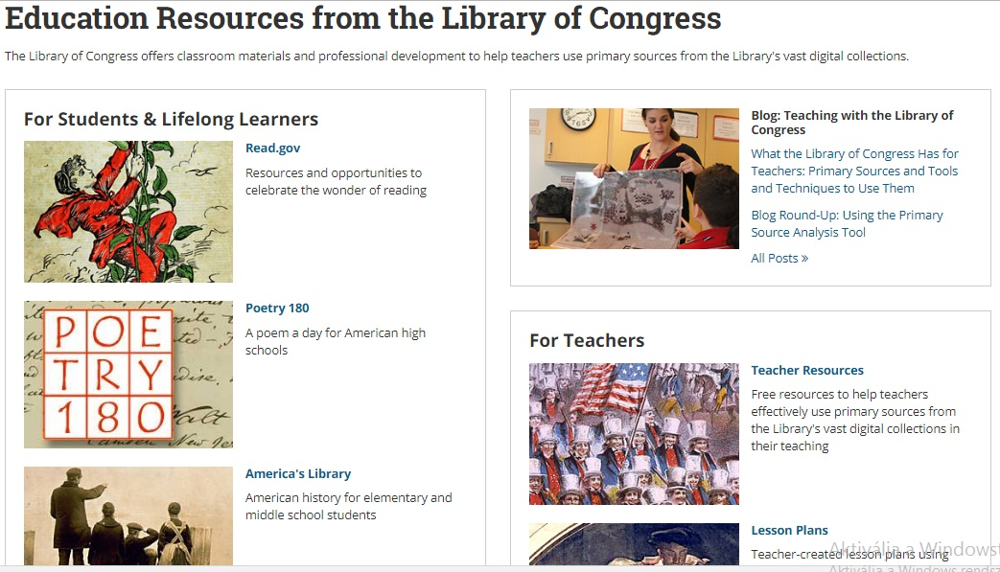 Education Resources from the Library of Congress
The Library of Congress offers classroom materials and professional development to help teachers use primary sources from the Library's vast digital collections.
For Students & Lifelong Learners
Read.gov
Resources and opportunities to
celebrate the wonder of reading
POE
TRY
180
Poetry 180
A poem a day for American high
schools
America's Library
American history for elementary and
middle school students
Blog: Teaching with the Library of
Congress
What the Library of Congress Has for
Teachers: Primary Sources and Tools
and Techniques to Use Them
Blog Round-Up: Using the Primary
Source Analysis Tool
All Posts »
For Teachers
Teacher Resources
Free resources to help teachers
effectively use primary sources from
the Library's vast digital collections in
their teaching
Lesson Plans
Teacher-created lesson plans using
Aktiválja a Windowst
Aktiválja a Windows rendsz